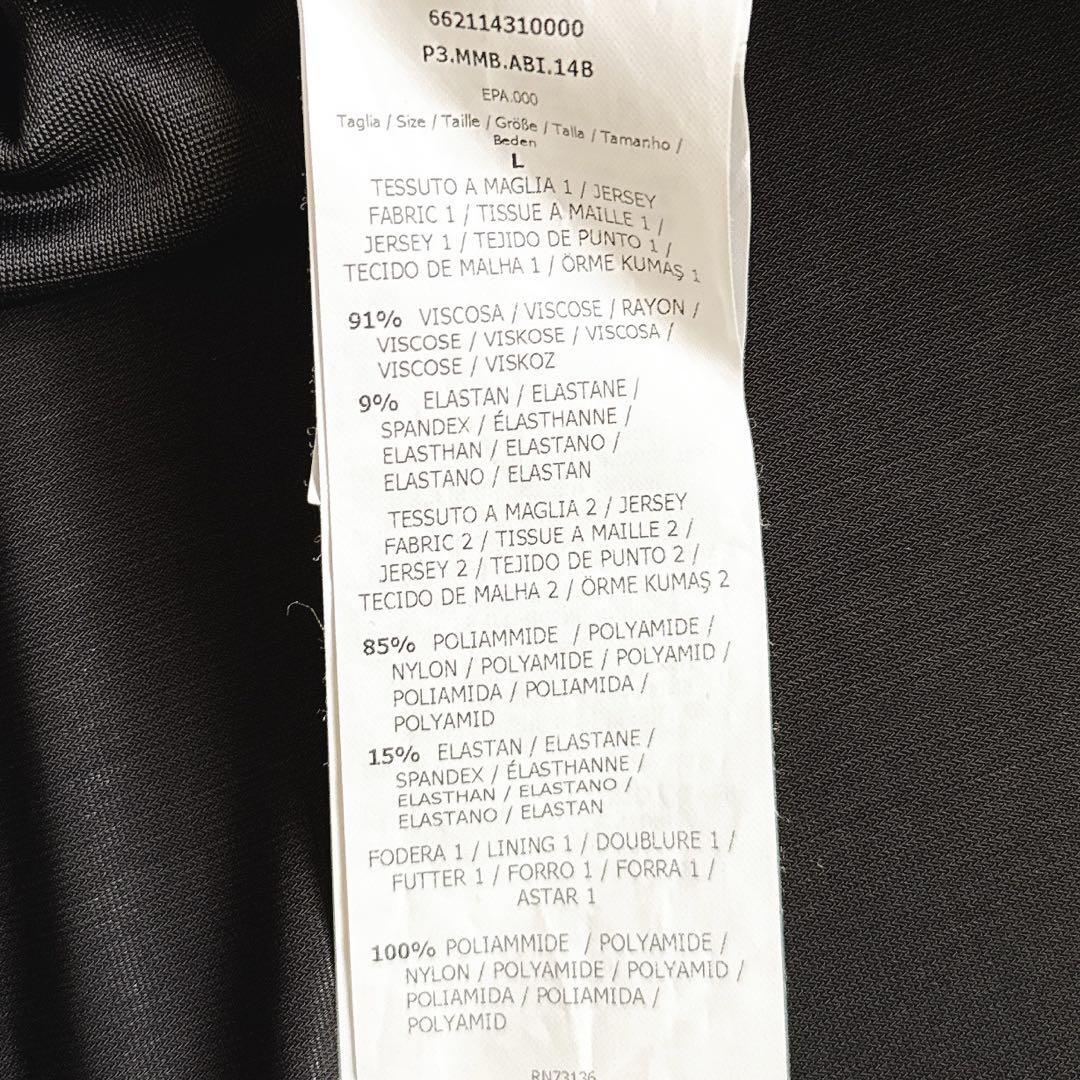 662114310000
P3.MMB.ABI.14B
EPA.000
Taglia / Size / Taille / Größe / Talla / Tamanho /
Beden
L
TESSUTO A MAGLIA 1 / JERSEY
FABRIC 1 / TISSUE A MAILLE 1 /
JERSEY 1 / TEJIDO DE PUNTO 1 /
TECIDO DE MALHA 1 / ÖRME KUMAŞ 1
91% VISCOSA / VISCOSE / RAYON /
VISCOSE / VISKOSE / VISCOSA /
VISCOSE / VISKOZ
9% ELASTAN / ELASTANE /
SPANDEX / ÉLASTHANNE /
ELASTHAN / ELASTANO /
ELASTANO / ELASTAN
TESSUTO A MAGLIA 2 / JERSEY
FABRIC 2 / TISSUE A MAILLE 2 /
JERSEY 2 / TEJIDO DE PUNTO 2 /
TECIDO DE MALHA 2 / ÖRME KUMAŞ 2
85% POLIAMMIDE / POLYAMIDE /
NYLON / POLYAMIDE / POLYAMID /
POLIAMIDA / POLIAMIDA /
POLYAMID
15% ELASTAN / ELASTANE /
SPANDEX / ÉLASTHANNE /
ELASTHAN / ELASTANO /
ELASTANO / ELASTAN
FODERA 1 / LINING 1 / DOUBLURE 1 /
FUTTER 1 / FORRO 1 / FORRA 1 /
ASTAR 1
100% POLIAMMIDE / POLYAMIDE /
NYLON / POLYAMIDE / POLYAMID /
POLIAMIDA / POLIAMIDA /
POLYAMID
RN73136